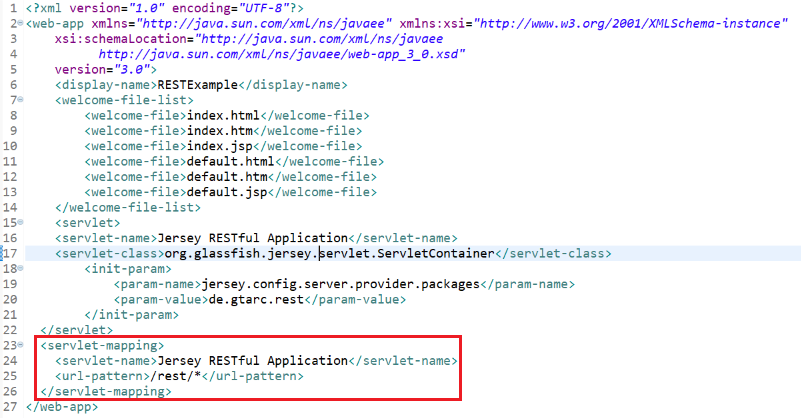 1 <?xml version="1.0" encoding="UTF-8"?>
2 <web-app xmlns="http://java.sun.com/xml/ns/javaee" xmlns:xsi="http://www.w3.org/2001/XMLSchema-instance"
3 xsi:schemaLocation="http://java.sun.com/xml/ns/javaee
4 http://java.sun.com/xml/ns/javaee/web-app_3_0.xsd"
5 version="3.0">
6 <display-name>RESTExample</display-name>
7 <welcome-file-list>
8 <welcome-file>index.html</welcome-file>
9 <welcome-file>index.htm</welcome-file>
10 <welcome-file>index.jsp</welcome-file>
11 <welcome-file>default.html</welcome-file>
12 <welcome-file>default.htm</welcome-file>
13 <welcome-file>default.jsp</welcome-file>
14 </welcome-file-list>
15 <servlet>
16 <servlet-name>Jersey RESTful Application</servlet-name>
17 <servlet-class>org.glassfish.jersey.servlet.ServletContainer</servlet-class>
18 <init-param>
19 <param-name>jersey.config.server.provider.packages</param-name>
20 <param-value>de.gtarc.rest</param-value>
21 </init-param>
22 </servlet>
23 <servlet-mapping>
24 <servlet-name>Jersey RESTful Application</servlet-name>
25 <url-pattern>/rest/*</url-pattern>
26 </servlet-mapping>
27 </web-app>